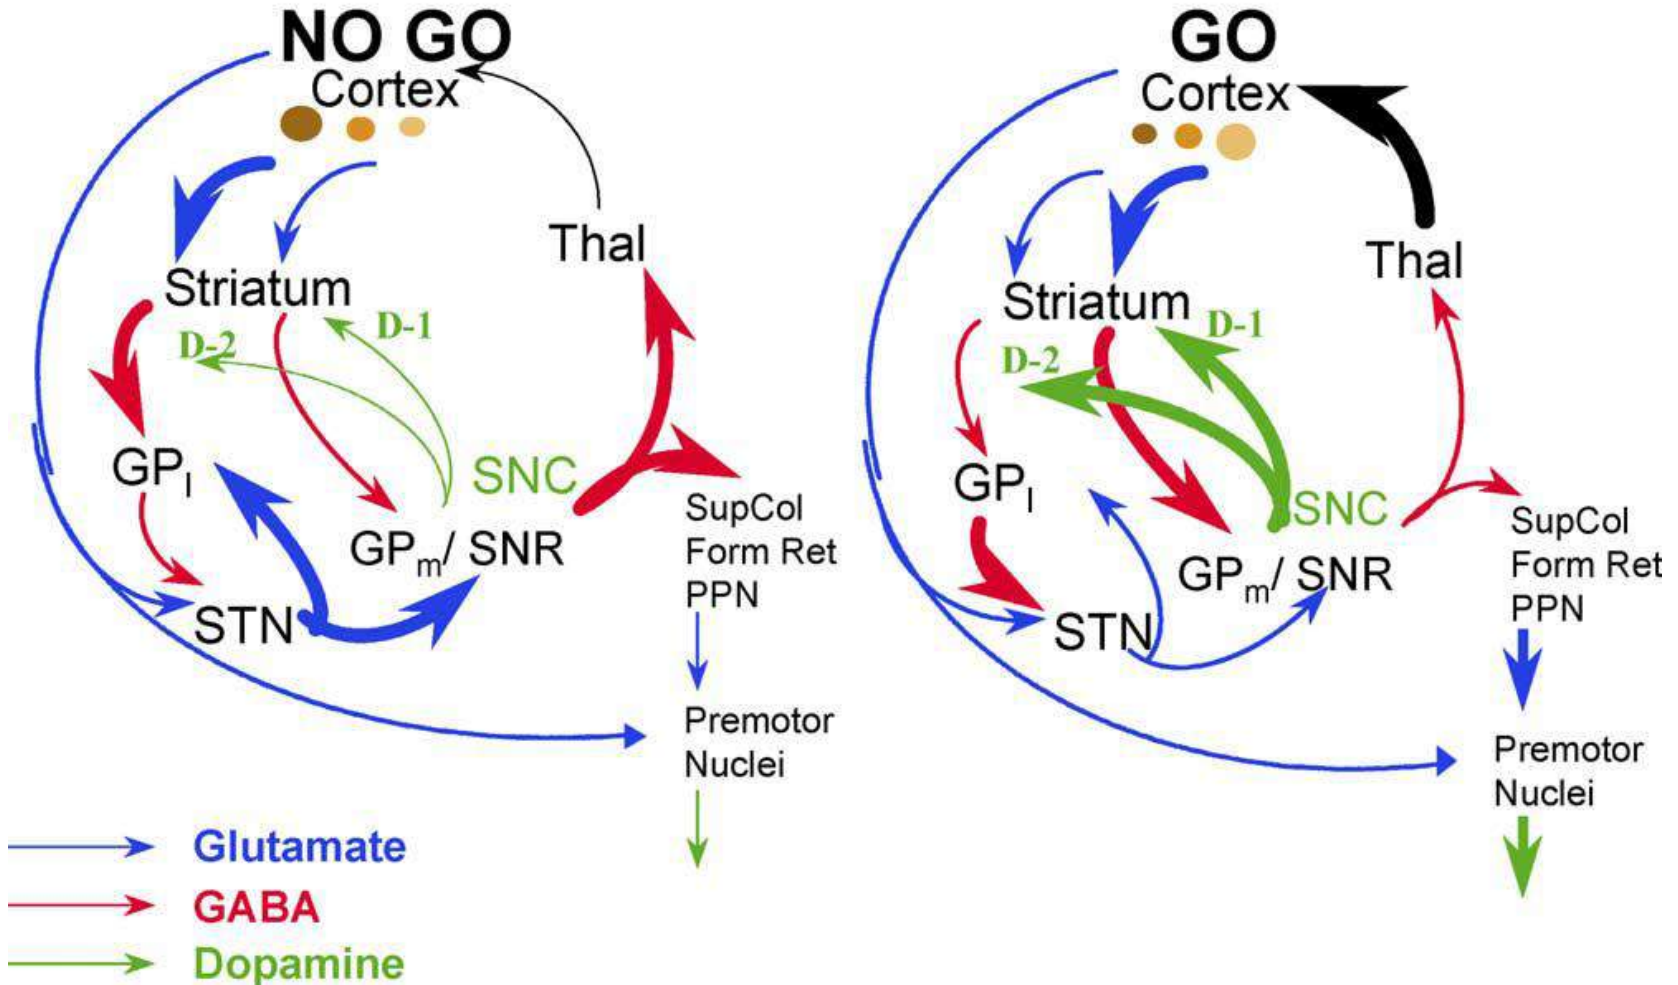 NO GO
Cortex
Thal
Striatum
D-1
D-2
GPl
SNC
GPm/ SNR
STN
SupCol
Form Ret
PPN
Premotor
Nuclei
GO
Cortex
Thal
Striatum
D-1
D-2
GPl
SNC
GPm/ SNR
STN
SupCol
Form Ret
PPN
Premotor
Nuclei
Glutamate
GABA
Dopamine